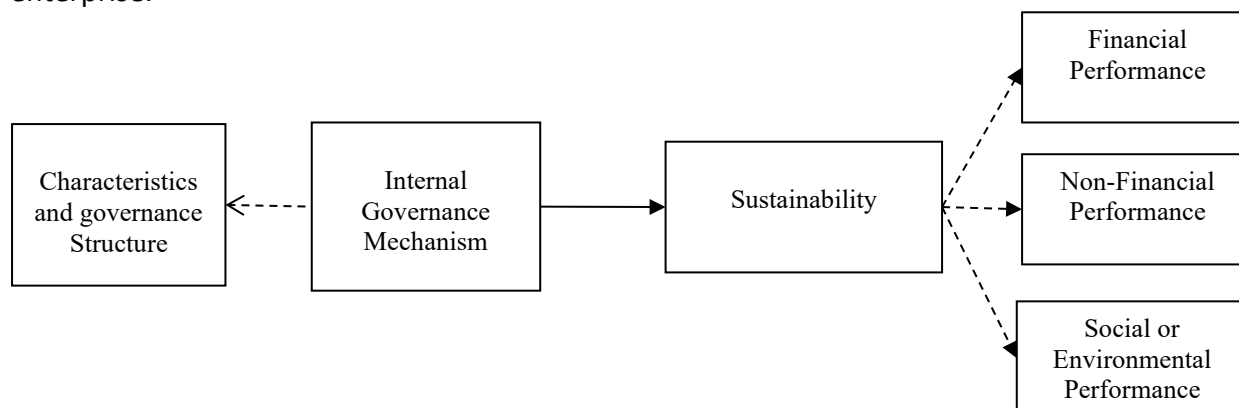 enterprise.
Financial
Performance
Characteristics
and governance
Structure
Internal
Governance
Mechanism
Sustainability
Non-Financial
Performance
Social or
Environmental
Performance